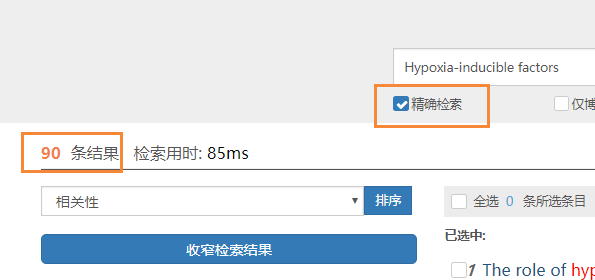 Hypoxia-inducible factors
精确检索
仅博
90 条结果 检索用时: 85ms
相关性
排序
全选 0 条所选条目
收窄检索结果
已选中:
1 The role of hyp